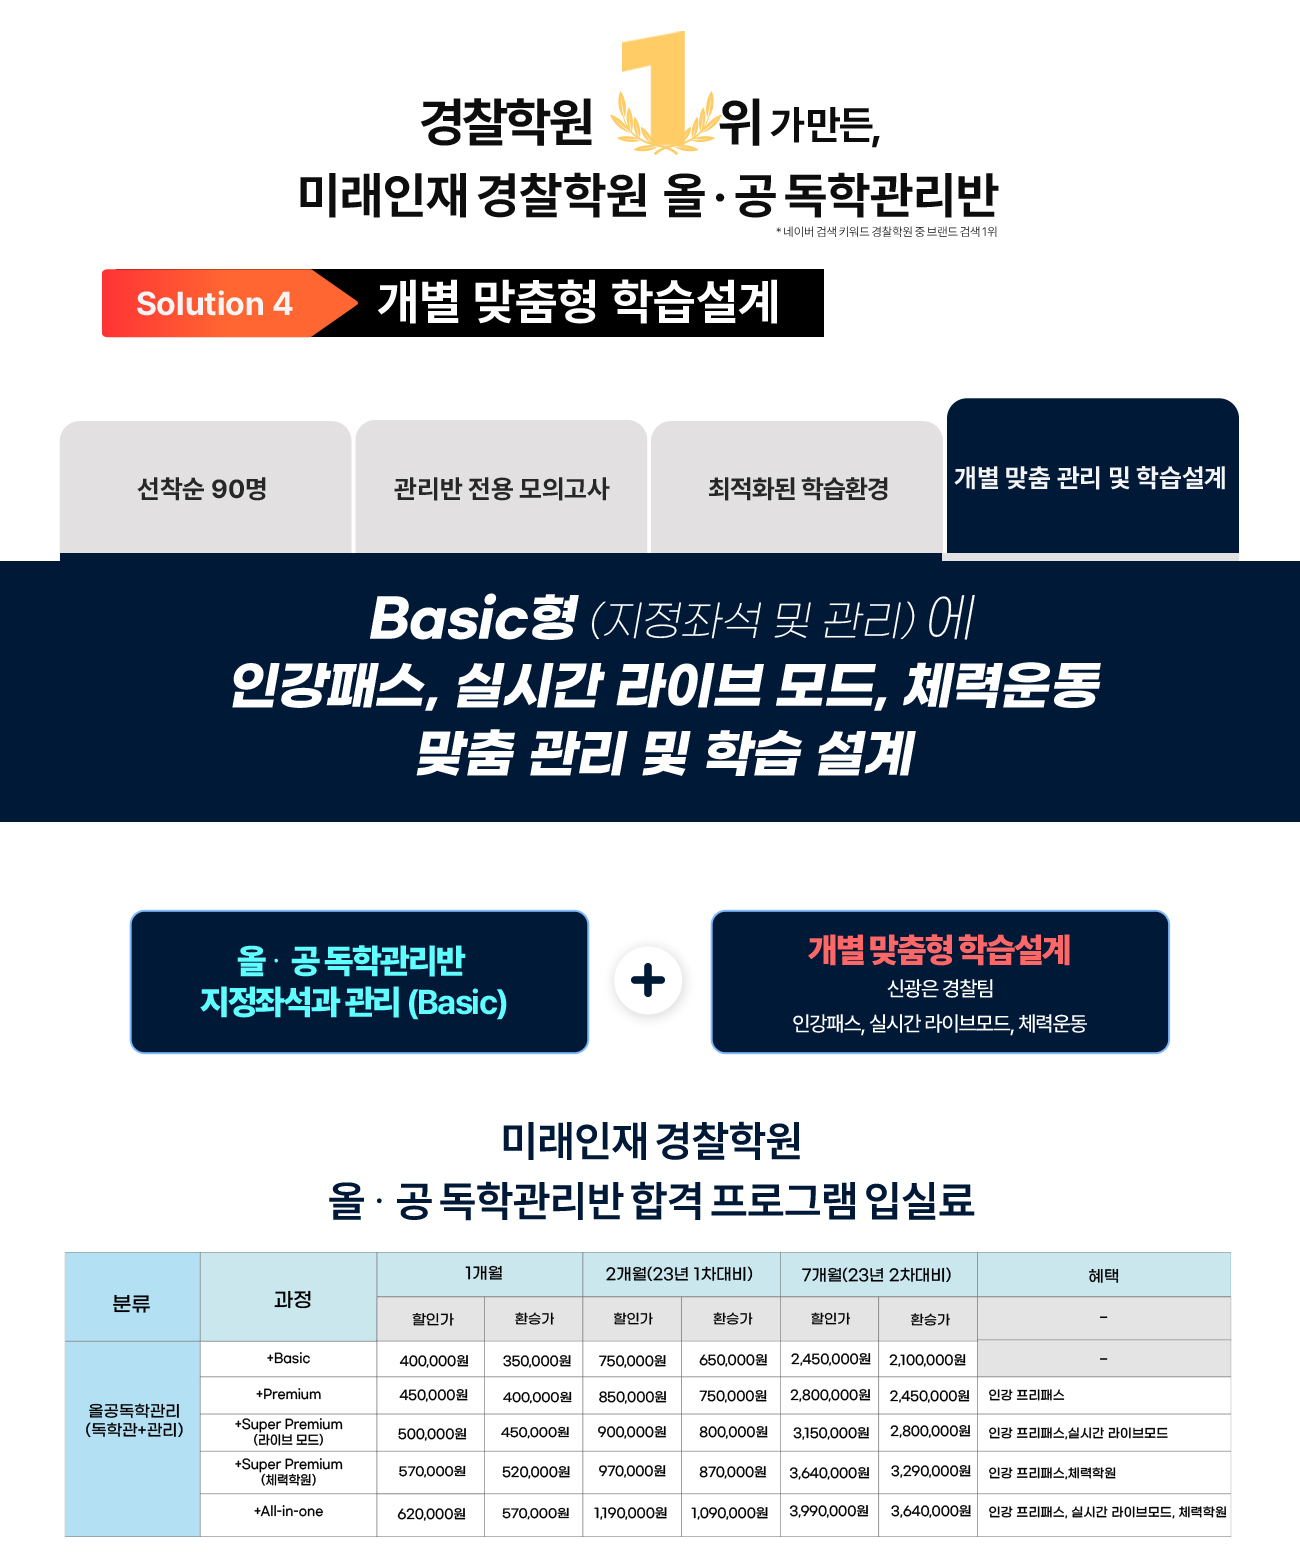 경찰학원 1위가 만든,
미래인재 경찰학원 올·공 독학관리반
* 네이버 검색 키워드 경찰학원 중 브랜드 검색 1위
Solution 4 개별 맞춤형 학습설계
선착순 90명 관리반 전용 모의고사 최적화된 학습환경 개별 맞춤 관리 및 학습설계
Basic형 (지정좌석 및 관리) 에
인강패스, 실시간 라이브 모드, 체력운동
맞춤 관리 및 학습 설계
올· 공 독학관리반
지정좌석과 관리 (Basic)
+
개별 맞춤형 학습설계
신광은 경찰팀
인강패스, 실시간 라이브모드, 체력운동
미래인재 경찰학원
올· 공 독학관리반 합격 프로그램 입실료
분류 과정 1개월 2개월(23년 1차대비) 7개월(23년 2차대비) 혜택
할인가 환승가 할인가 환승가 할인가 환승가 -
올공독학관리
(독학관+관리)
+Basic 400,000원 350,000원 750,000원 650,000원 2,450,000원 2,100,000원 -
+Premium 450,000원 400,000원 850,000원 750,000원 2,800,000원 2,450,000원 인강 프리패스
+Super Premium
(라이브 모드) 500,000원 450,000원 900,000원 800,000원 3,150,000원 2,800,000원 인강 프리패스,실시간 라이브모드
+Super Premium
(체력학원) 570,000원 520,000원 970,000원 870,000원 3,640,000원 3,290,000원 인강 프리패스,체력학원
+All-in-one 620,000원 570,000원 1,190,000원 1,090,000원 3,990,000원 3,640,000원 인강 프리패스, 실시간 라이브모드, 체력학원